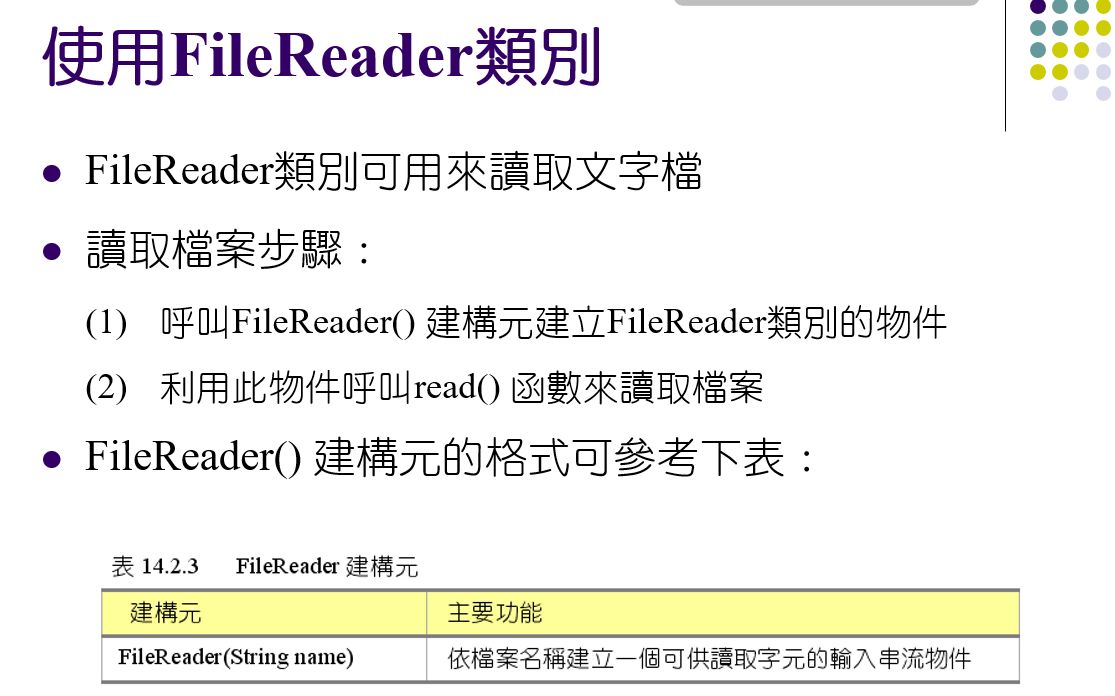 使用FileReader類別
● FileReader類別可用來讀取文字檔
● 讀取檔案步驟：
(1) 呼叫FileReader() 建構元建立FileReader類別的物件
(2) 利用此物件呼叫read() 函數來讀取檔案
● FileReader() 建構元的格式可參考下表：
表 14.2.3 FileReader 建構元
建構元 主要功能
FileReader(String name) 依檔案名稱建立一個可供讀取字元的輸入串流物件